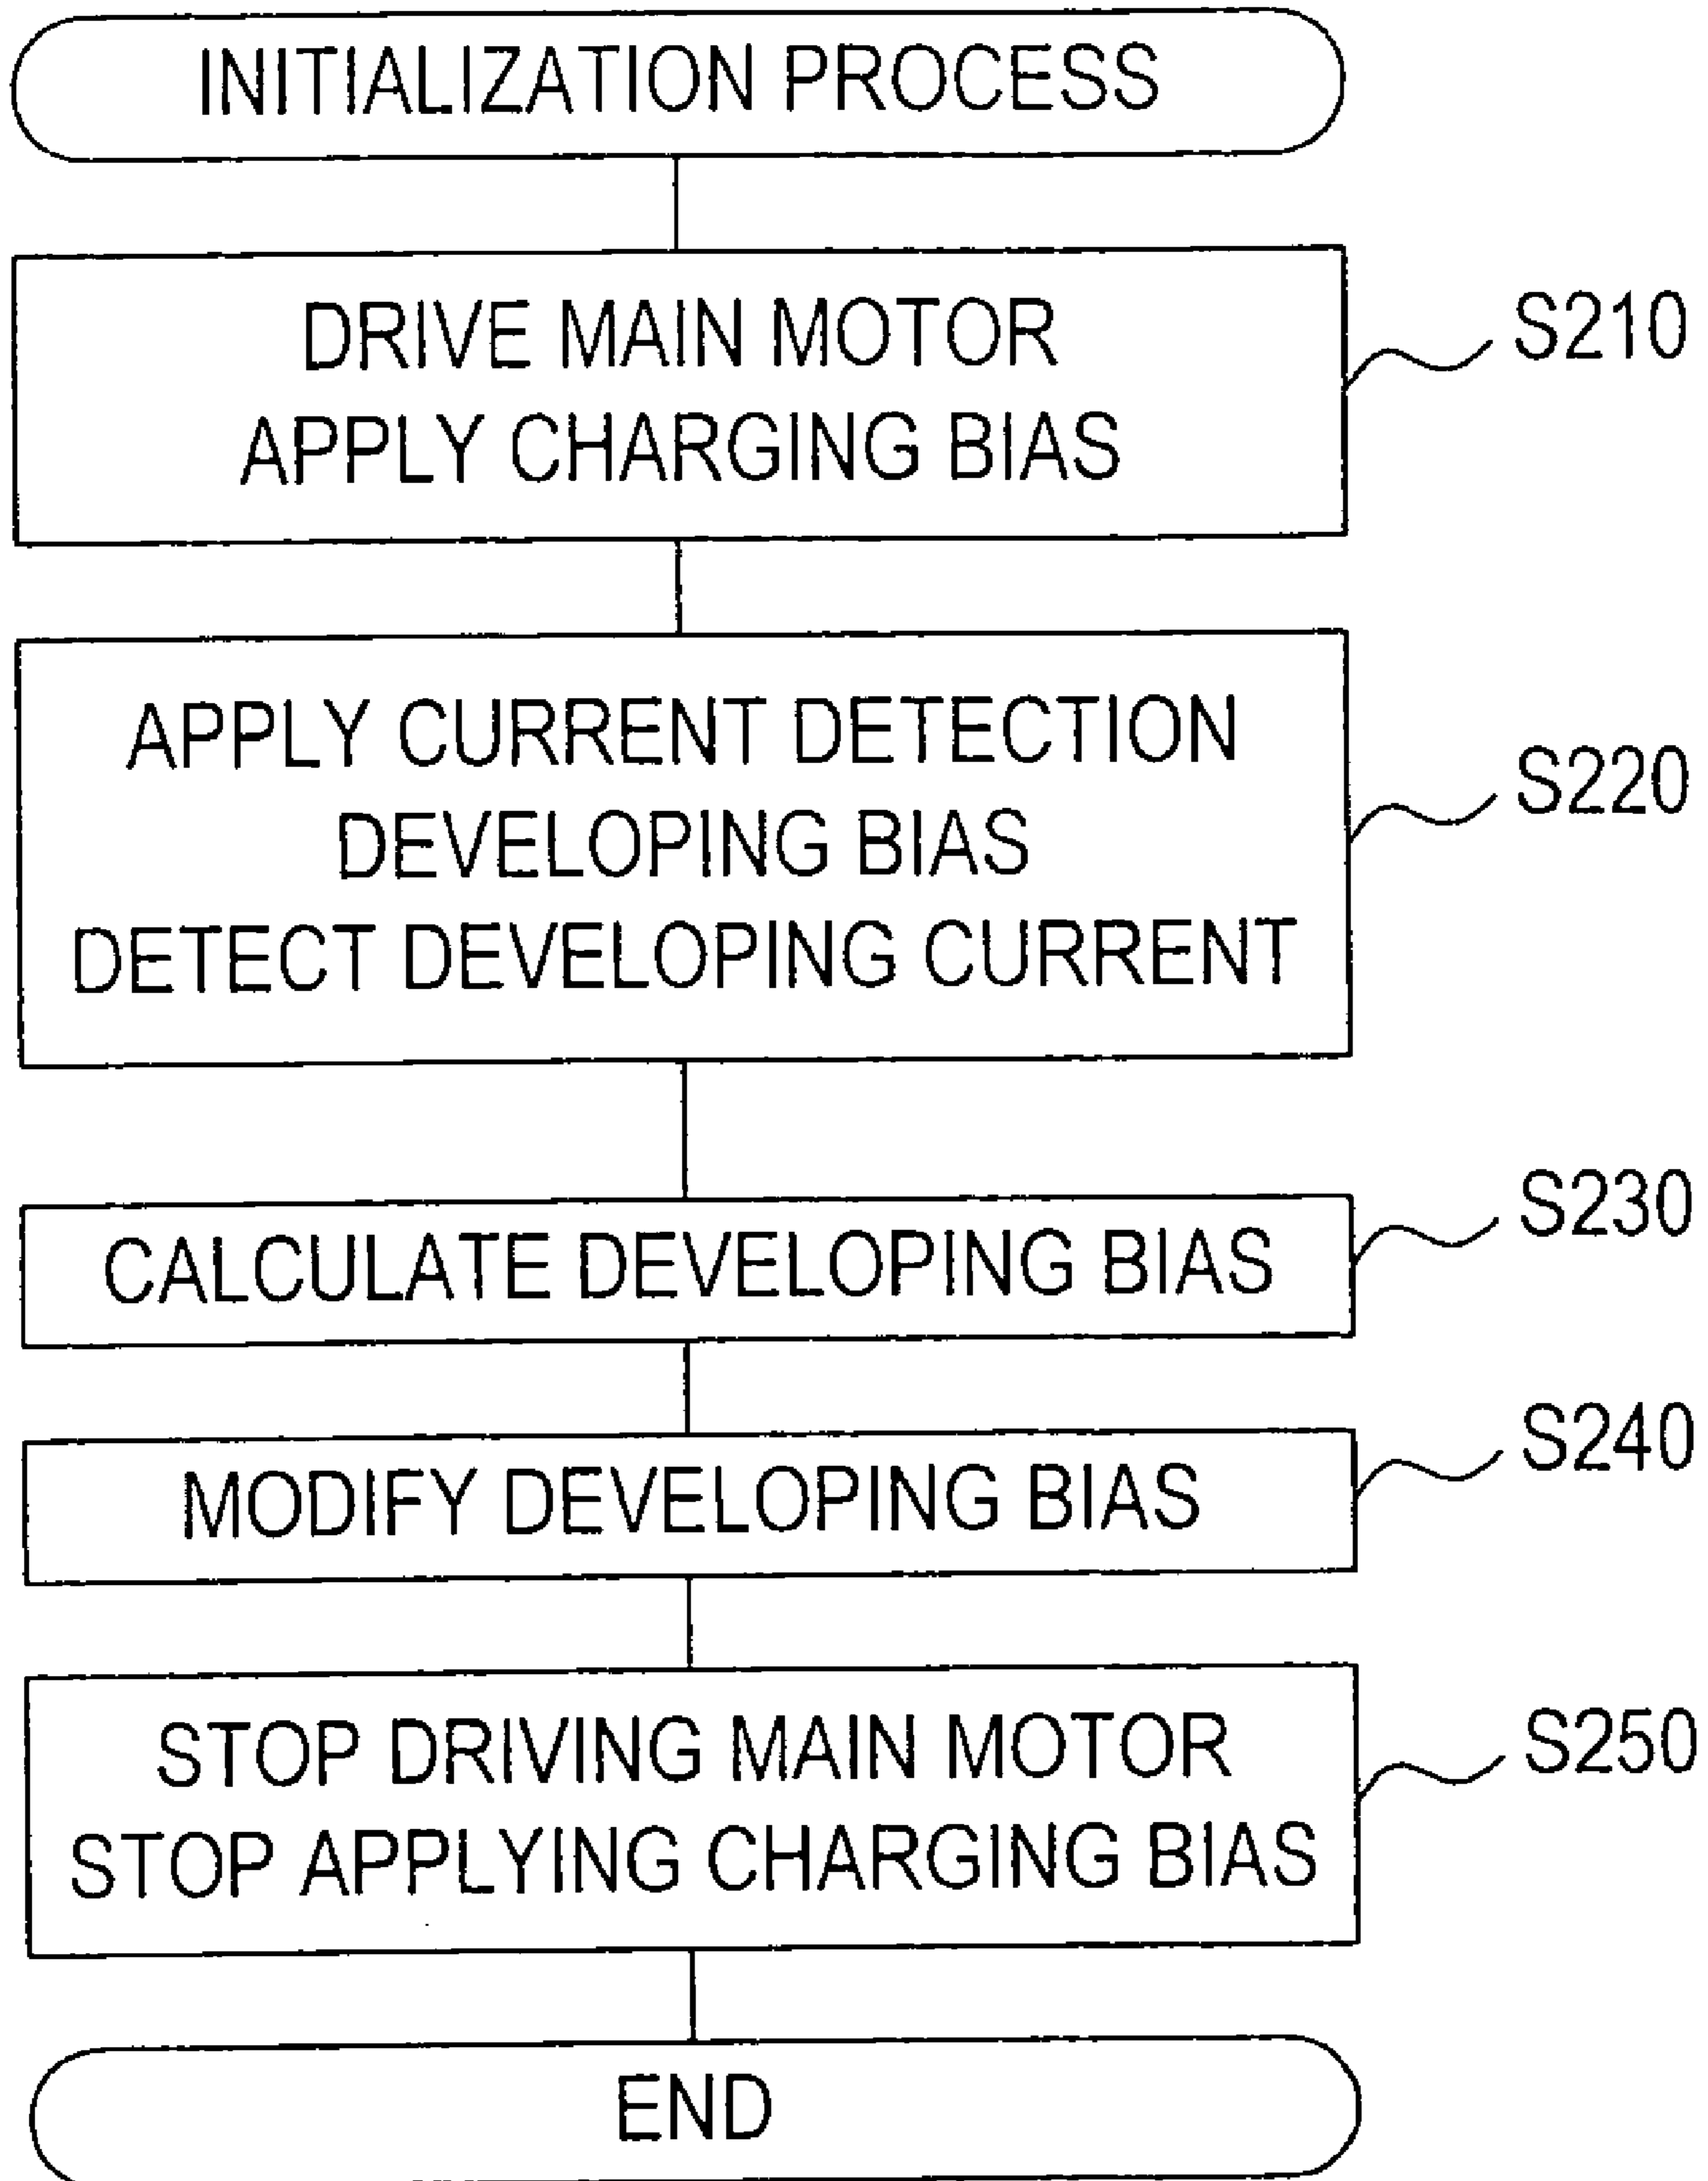 INITIALIZATION PROCESS
DRIVE MAIN MOTOR
APPLY CHARGING BIAS
S210
APPLY CURRENT DETECTION
DEVELOPING BIAS
DETECT DEVELOPING CURRENT
S220
CALCULATE DEVELOPING BIAS
S230
MODIFY DEVELOPING BIAS
S240
STOP DRIVING MAIN MOTOR
STOP APPLYING CHARGING BIAS
S250
END